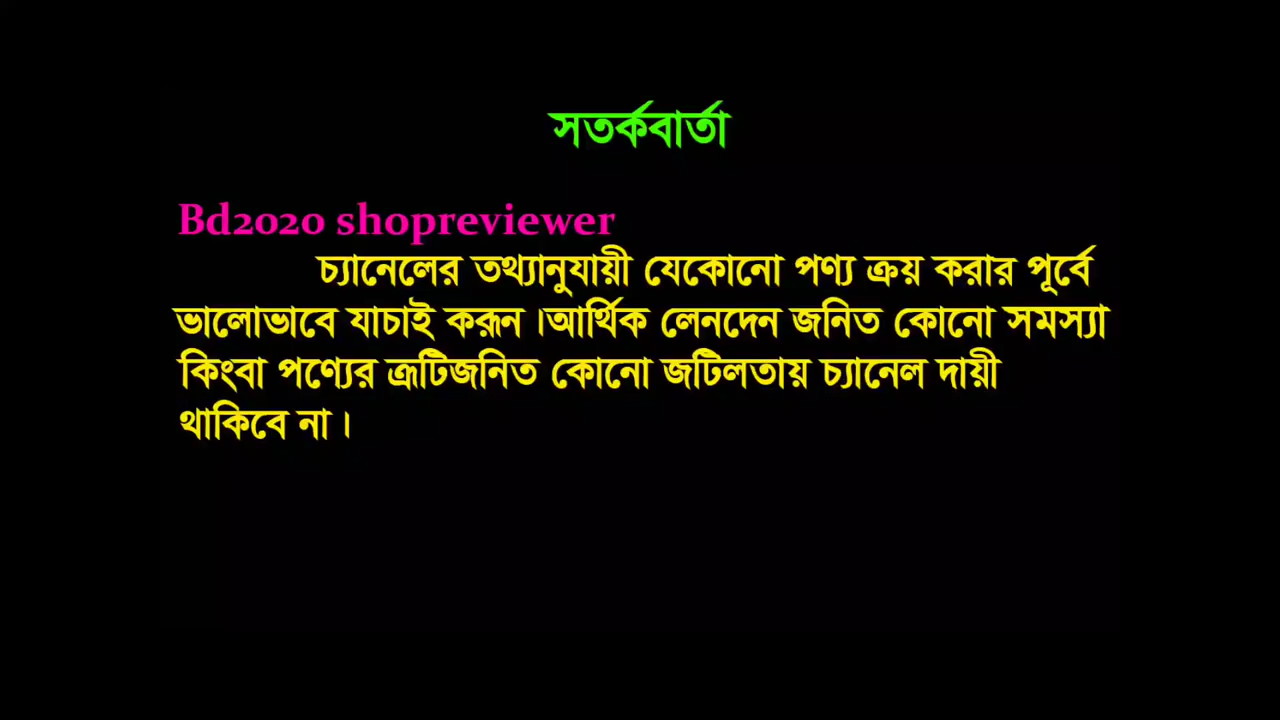 সতর্কবার্তা
Bd2020 shopreviewer
চ্যানেলের তথ্যানুযায়ী যেকোনো পণ্য ক্রয় করার পূর্বে
ভালোভাবে যাচাই করূন।আর্থিক লেনদেন জনিত কোনো সমস্যা
কিংবা পণ্যের ত্রূটিজনিত কোনো জটিলতায় চ্যানেল দায়ী
থাকিবে না।